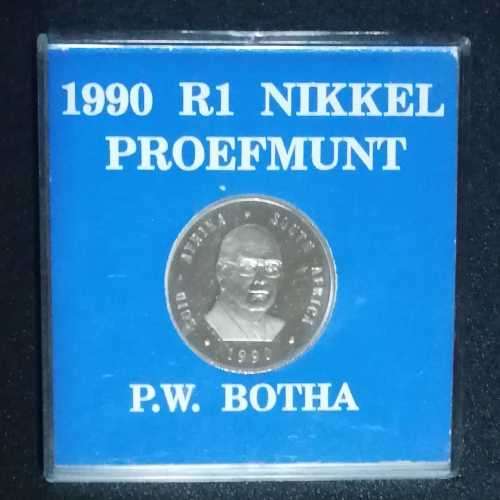 1990 R1 NIKKEL
PROEFMUNT
SUID - AFRIKA • SOUTH AFRICA
• 1990 •
P.W. BOTHA